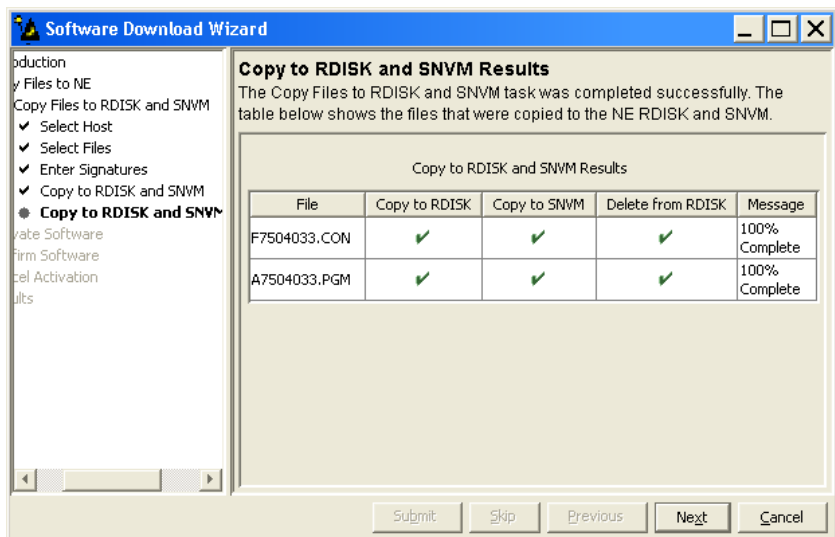 Software Download Wizard
oduction
y Files to NE
Copy Files to RDISK and SNVM
Select Host
Select Files
Enter Signatures
Copy to RDISK and SNVM
Copy to RDISK and SNVM
vate Software
firm Software
cel Activation
ults
Copy to RDISK and SNVM Results
The Copy Files to RDISK and SNVM task was completed successfully. The
table below shows the files that were copied to the NE RDISK and SNVM.
Copy to RDISK and SNVM Results
File Copy to RDISK Copy to SNVM Delete from RDISK Message
F7504033.CON 100%
Complete
A7504033.PGM 100%
Complete
Submit Skip Previous Next Cancel